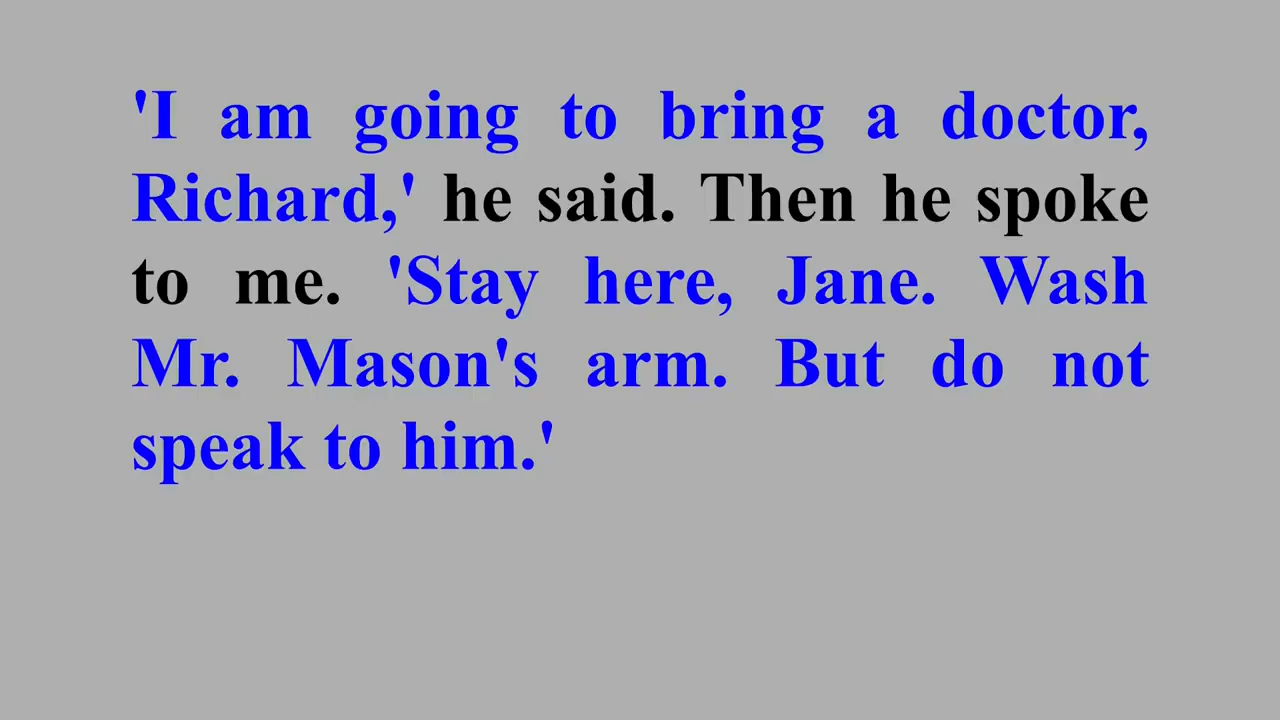 'I am going to bring a doctor,
Richard,' he said. Then he spoke
to me. 'Stay here, Jane. Wash
Mr. Mason's arm. But do not
speak to him.'